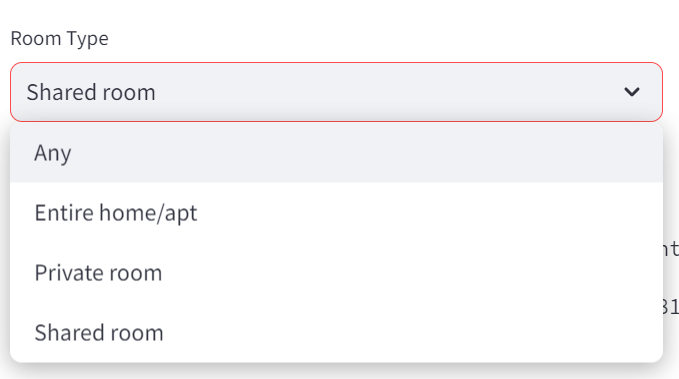 Room Type
Shared room
Any
Entire home/apt
Private room
Shared room